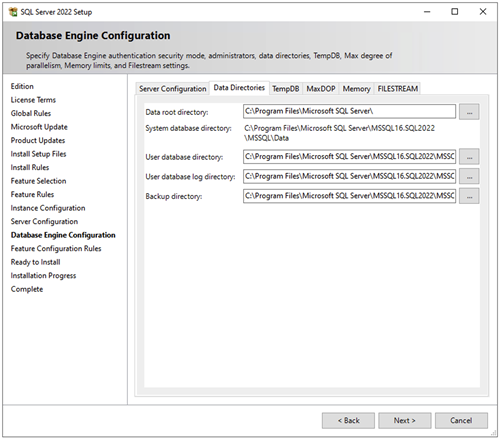 SQL Server 2022 Setup
Database Engine Configuration
Specify Database Engine authentication security mode, administrators, data directories, TempDB, Max degree of
parallelism, Memory limits, and Filestream settings.
Edition
License Terms
Global Rules
Microsoft Update
Product Updates
Install Setup Files
Install Rules
Feature Selection
Feature Rules
Instance Configuration
Server Configuration
Database Engine Configuration
Feature Configuration Rules
Ready to Install
Installation Progress
Complete
Server Configuration Data Directories TempDB MaxDOP Memory FILESTREAM
Data root directory: C:\Program Files\Microsoft SQL Server\ ...
System database directory: C:\Program Files\Microsoft SQL Server\MSSQL16.SQL2022
\MSSQL\Data
User database directory: C:\Program Files\Microsoft SQL Server\MSSQL16.SQL2022\MSSC ...
User database log directory: C:\Program Files\Microsoft SQL Server\MSSQL16.SQL2022\MSSC ...
Backup directory: C:\Program Files\Microsoft SQL Server\MSSQL16.SQL2022\MSSC ...
< Back Next > Cancel